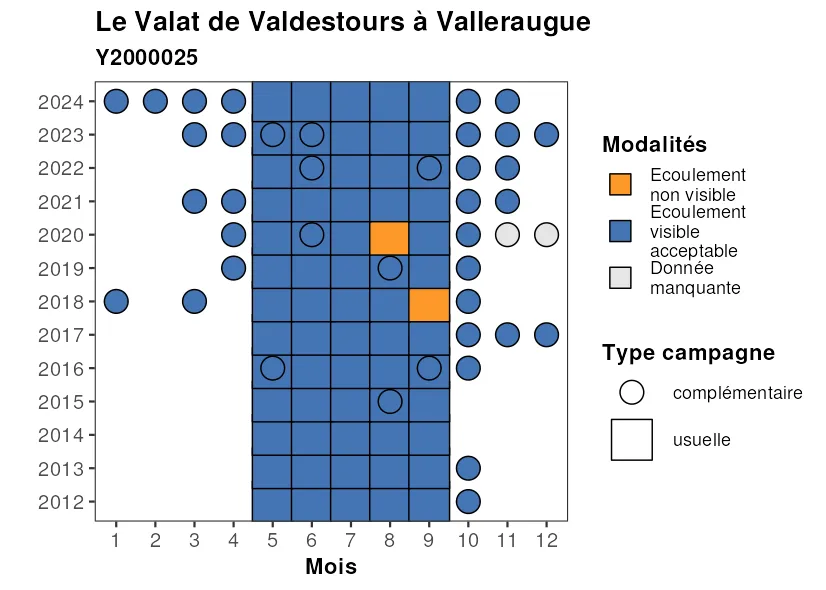 Le Valat de Valdestours à Valleraugue
Y2000025
2024
2023
2022
2021
2020
2019
2018
2017
2016
2015
2014
2013
2012
1 2 3 4 5 6 7 8 9 10 11 12
Mois
Modalités
Ecoulement
non visible
Ecoulement
visible
acceptable
Donnée
manquante
Type campagne
complémentaire
usuelle